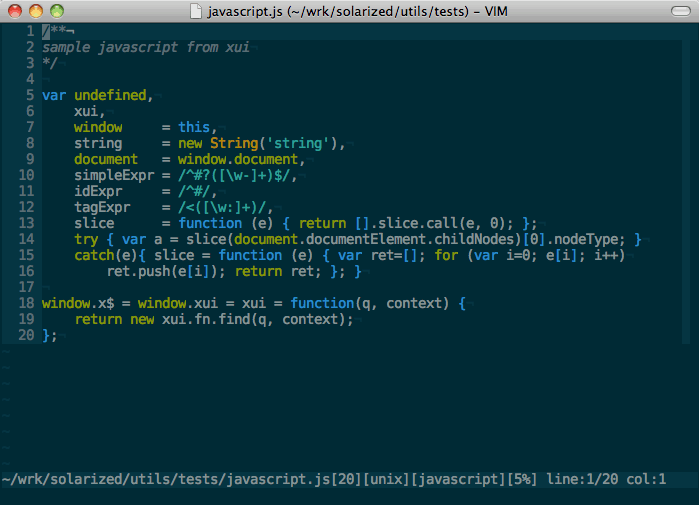 javascript.js (~/wrk/solarized/utils/tests) – VIM
1 /**¬
2 sample javascript from xui¬
3 */¬
4 ¬
5 var undefined,¬
6     xui,¬
7     window     = this,¬
8     string     = new String('string'),¬
9     document   = window.document,¬
10     simpleExpr = /^#?([\w-]+)$/,¬
11     idExpr     = /^#/,¬
12     tagExpr    = /<([\w:]+)/,¬
13     slice      = function (e) { return [].slice.call(e, 0); };¬
14     try { var a = slice(document.documentElement.childNodes)[0].nodeType; }¬
15     catch(e){ slice = function (e) { var ret=[]; for (var i=0; e[i]; i++)¬
16         ret.push(e[i]); return ret; }; }¬
17 ¬
18 window.x$ = window.xui = xui = function(q, context) {¬
19     return new xui.fn.find(q, context);¬
20 };¬
~/wrk/solarized/utils/tests/javascript.js[20][unix][javascript][5%] line:1/20 col:1